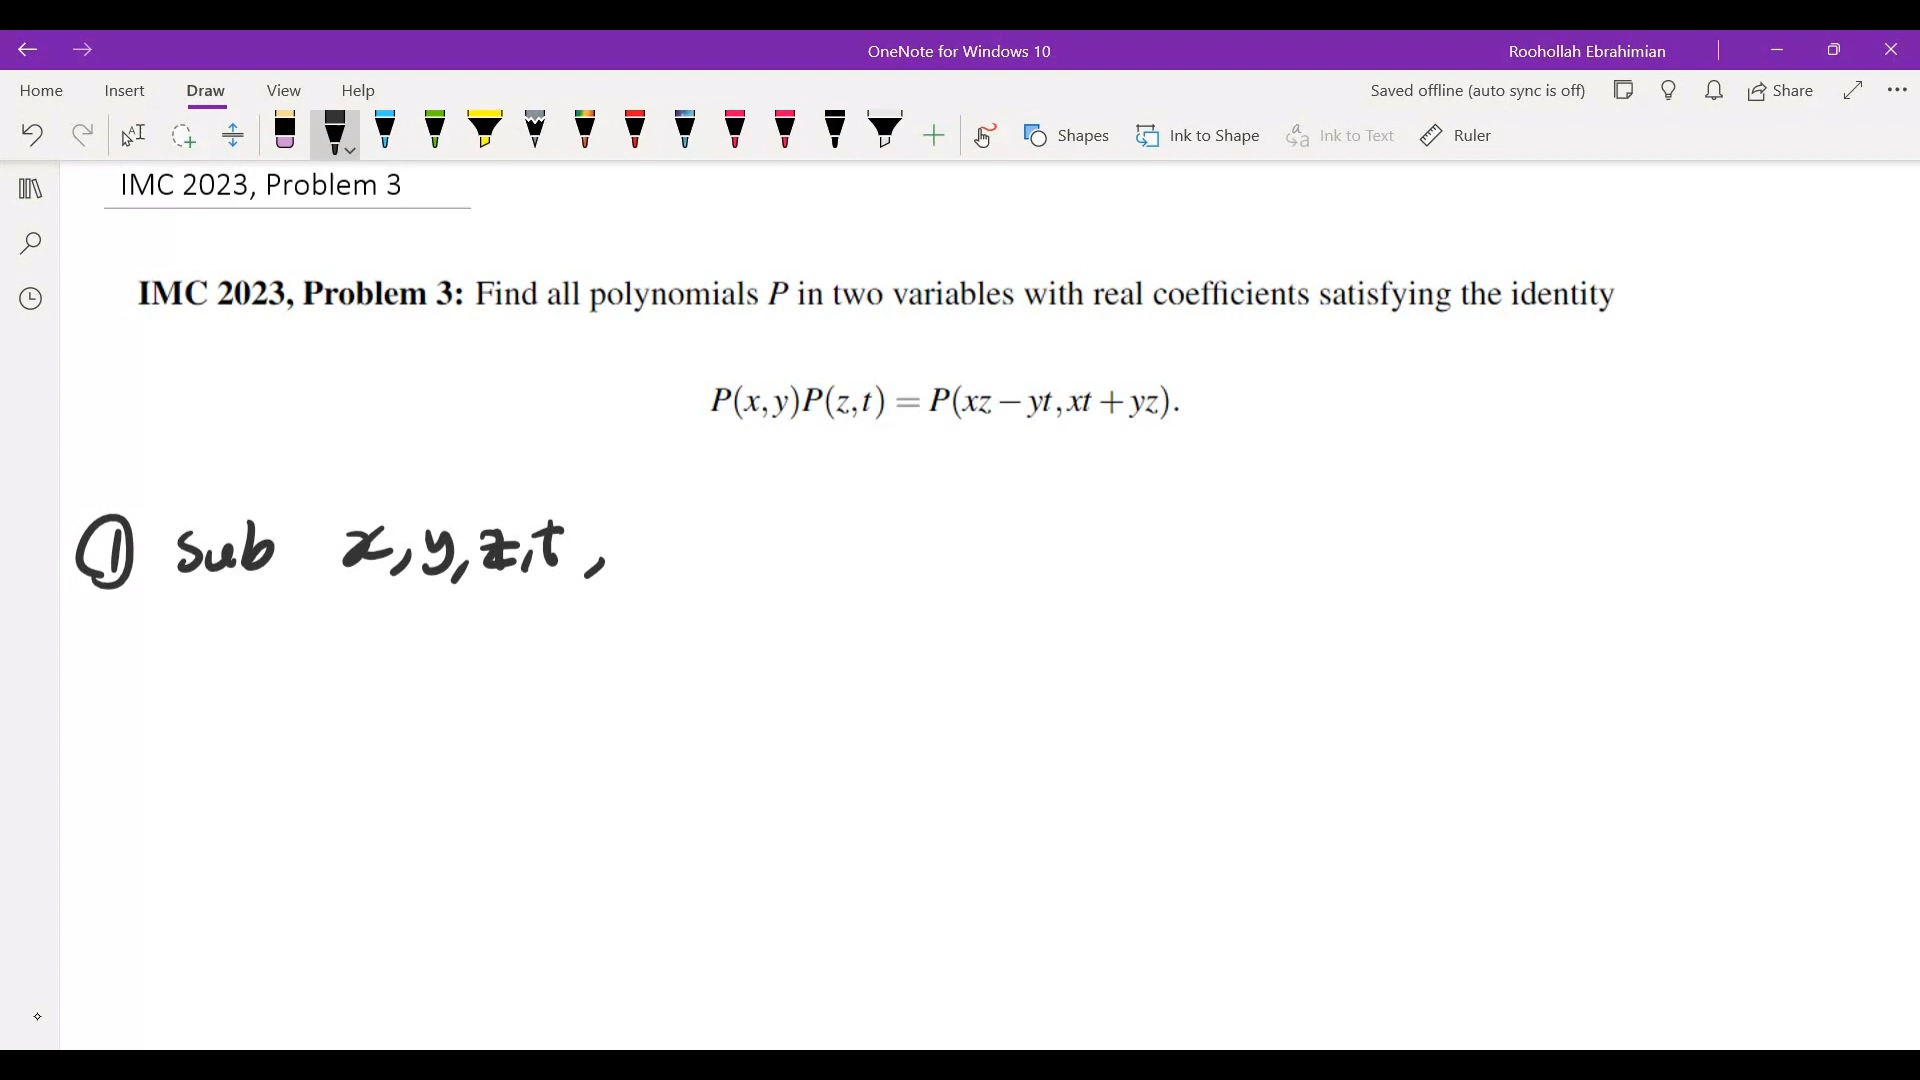 OneNote for Windows 10
Roohollah Ebrahimian
Home Insert Draw View Help
Saved offline (auto sync is off) Share
Shapes Ink to Shape Ink to Text Ruler
IMC 2023, Problem 3
IMC 2023, Problem 3: Find all polynomials P in two variables with real coefficients satisfying the identity
P(x,y)P(z,t) = P(xz − yt, xt + yz).
① sub x, y, z, t ,